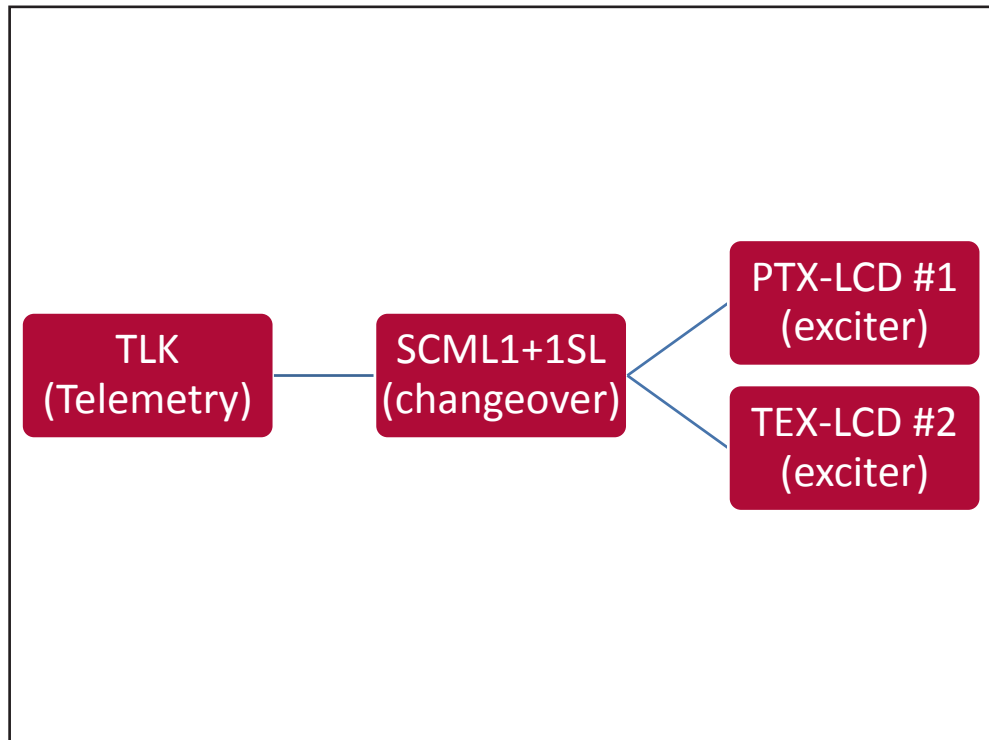 TLK
(Telemetry)
SCML1+1SL
(changeover)
PTX-LCD #1
(exciter)
TEX-LCD #2
(exciter)